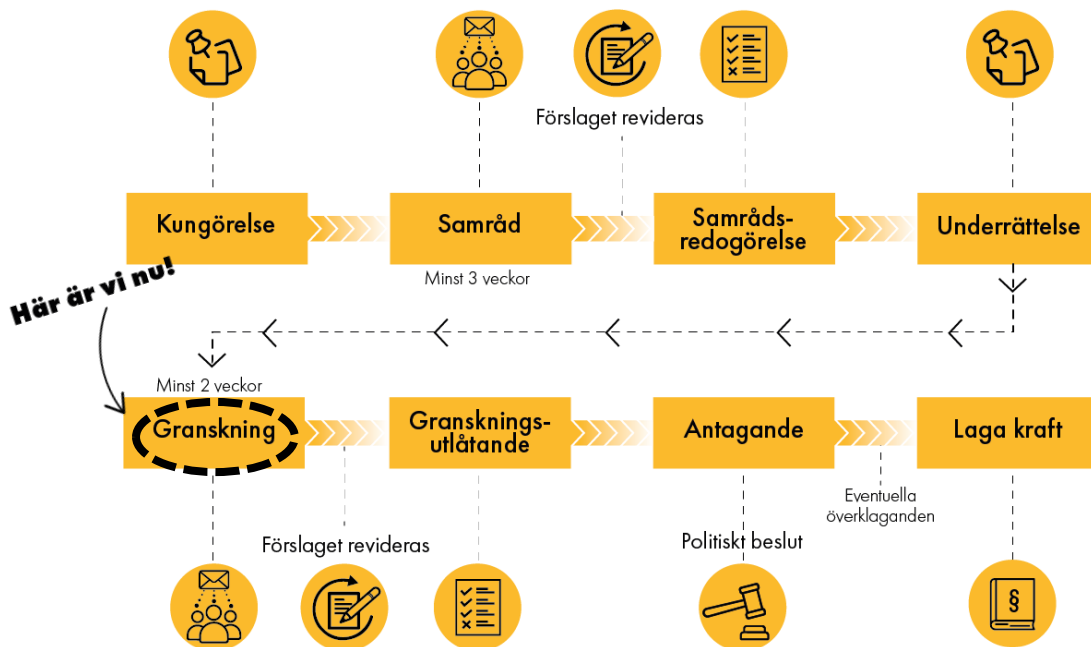 Förslaget revideras
Kungörelse
Samråd
Samråds-
redogörelse
Underrättelse
Minst 3 veckor
Här är vi nu!
Minst 2 veckor
Granskning
Gransknings-
utlåtande
Antagande
Laga kraft
Eventuella
överklaganden
Förslaget revideras
Politiskt beslut
§